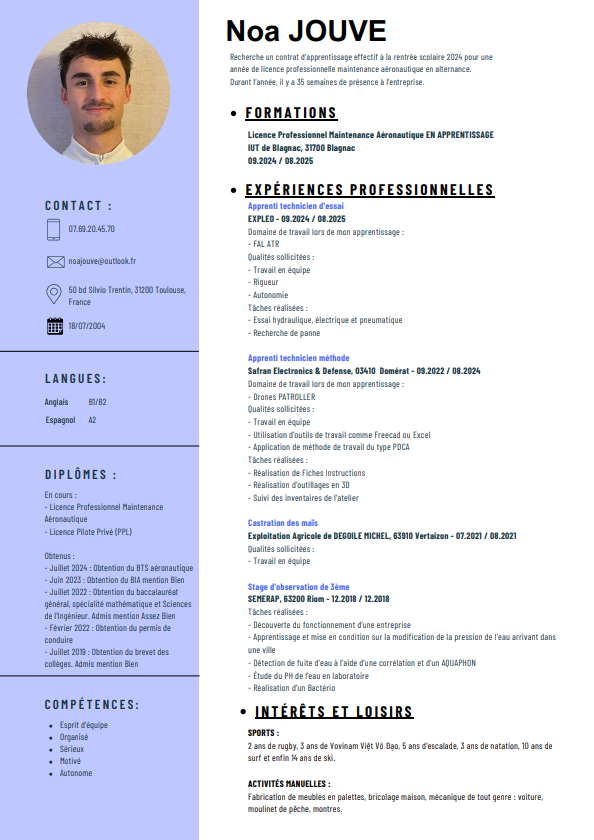 Noa JOUVE
Recherche un contrat d'apprentissage effectif à la rentrée scolaire 2024 pour une
année de licence professionnelle maintenance aéronautique en alternance.
Durant l'année, il y a 35 semaines de présence à l'entreprise.
CONTACT :
07.69.20.45.70
noajouve@outlook.fr
50 bd Silvio Trentin, 31200 Toulouse,
France
18/07/2004
LANGUES:
Anglais B1/B2
Espagnol A2
DIPLÔMES :
En cours :
- Licence Professionnel Maintenance
Aéronautique
- Licence Pilote Privé (PPL)
Obtenus :
- Juillet 2024 : Obtention du BTS aéronautique
- Juin 2023 : Obtention du BIA mention Bien
- Juillet 2022 : Obtention du baccalauréat
général, spécialité mathématique et Sciences
de l'Ingénieur. Admis mention Assez Bien
- Février 2022 : Obtention du permis de
conduire
- Juillet 2019 : Obtention du brevet des
collèges. Admis mention Bien
COMPÉTENCES:
• Esprit d'équipe
• Organisé
• Sérieux
• Motivé
• Autonome
• FORMATIONS
Licence Professionnel Maintenance Aéronautique EN APPRENTISSAGE
IUT de Blagnac, 31700 Blagnac
09.2024 / 08.2025
• EXPÉRIENCES PROFESSIONNELLES
Apprenti technicien d'essai
EXPLEO - 09.2024 / 08.2025
Domaine de travail lors de mon apprentissage :
- FAL ATR
Qualités sollicitées :
- Travail en équipe
- Rigueur
- Autonomie
Tâches réalisées :
- Essai hydraulique, électrique et pneumatique
- Recherche de panne
Apprenti technicien méthode
Safran Electronics & Defense, 03410 Domérat - 09.2022 / 08.2024
Domaine de travail lors de mon apprentissage :
- Drones PATROLLER
Qualités sollicitées :
- Travail en équipe
- Utilisation d'outils de travail comme Freecad ou Excel
- Application de méthode de travail du type PDCA
Tâches réalisées :
- Réalisation de Fiches Instructions
- Réalisation d'outillages en 3D
- Suivi des inventaires de l'atelier
Castration des maïs
Exploitation Agricole de DEGOILE MICHEL, 63910 Vertaizon - 07.2021 / 08.2021
Qualités sollicitées :
- Travail en équipe
Stage d'observation de 3ème
SEMERAP, 63200 Riom - 12.2018 / 12.2018
Tâches réalisées :
- Découverte du fonctionnement d'une entreprise
- Apprentissage et mise en condition sur la modification de la pression de l'eau arrivant dans
une ville
- Détection de fuite d'eau à l'aide d'une corrélation et d'un AQUAPHON
- Étude du PH de l'eau en laboratoire
- Réalisation d'un Bactério
• INTÉRÊTS ET LOISIRS
SPORTS :
2 ans de rugby, 3 ans de Vovinam Việt Võ Đạo, 5 ans d'escalade, 3 ans de natation, 10 ans de
surf et enfin 14 ans de ski.
ACTIVITÉS MANUELLES :
Fabrication de meubles en palettes, bricolage maison, mécanique de tout genre : voiture,
moulinet de pêche, montres.